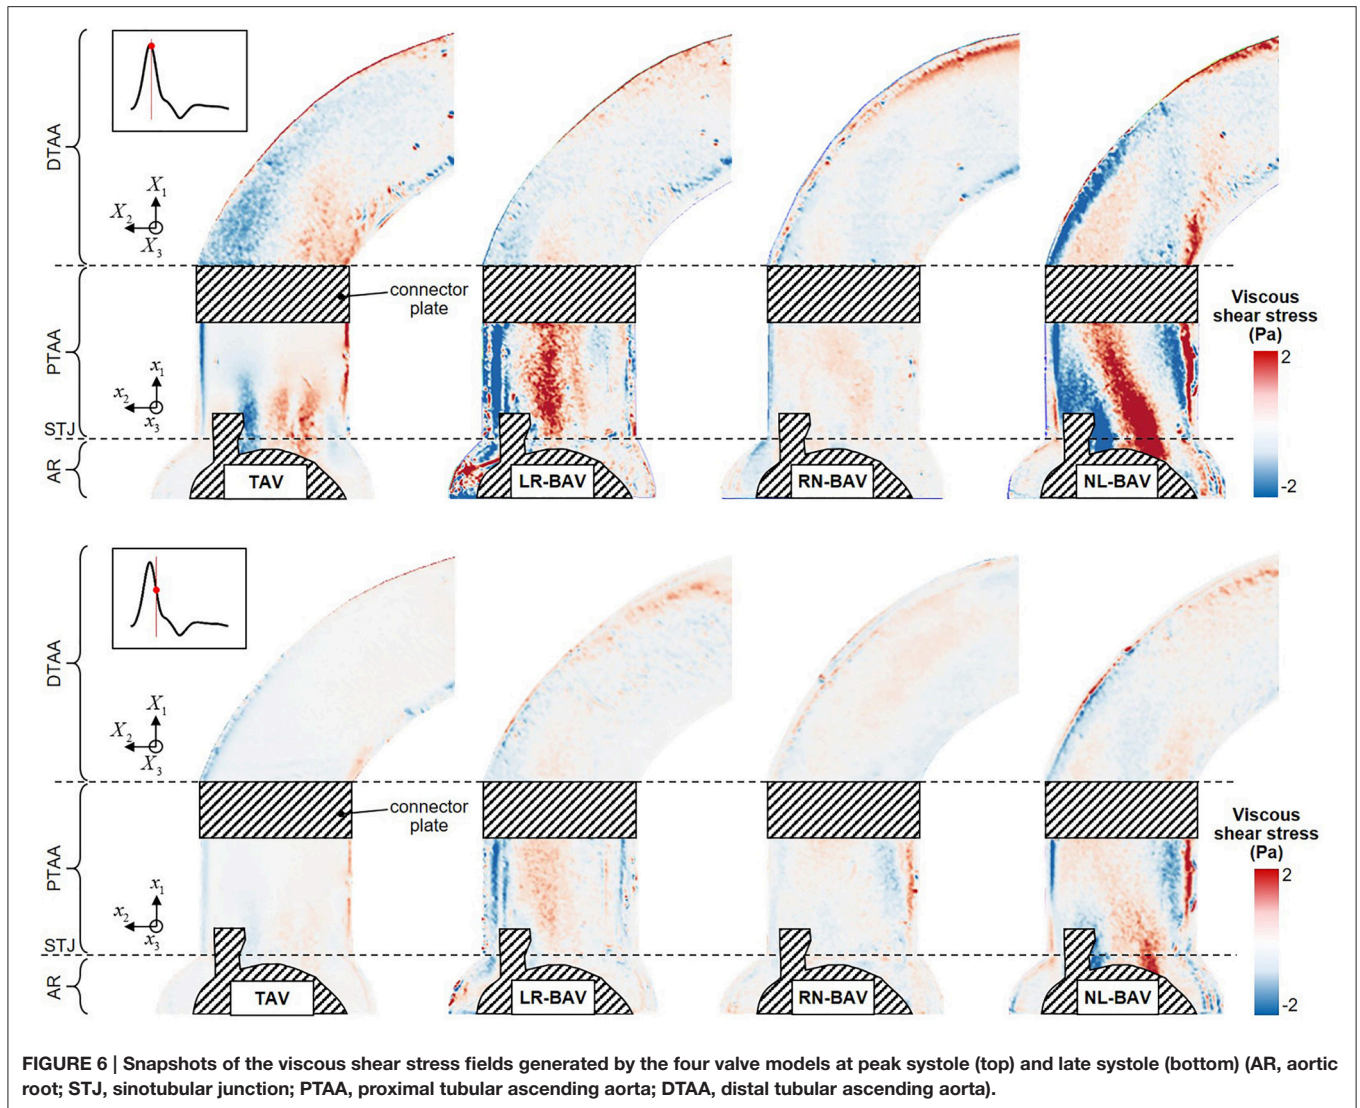 DTAA
X1
X2
X3
connector
plate
PTAA
x1
x2
x3
STJ
AR
TAV
LR-BAV
RN-BAV
NL-BAV
Viscous
shear stress
(Pa)
2
-2
DTAA
X1
X2
X3
connector
plate
PTAA
x1
x2
x3
STJ
AR
TAV
LR-BAV
RN-BAV
NL-BAV
Viscous
shear stress
(Pa)
2
-2
FIGURE 6 | Snapshots of the viscous shear stress fields generated by the four valve models at peak systole (top) and late systole (bottom) (AR, aortic
root; STJ, sinotubular junction; PTAA, proximal tubular ascending aorta; DTAA, distal tubular ascending aorta).